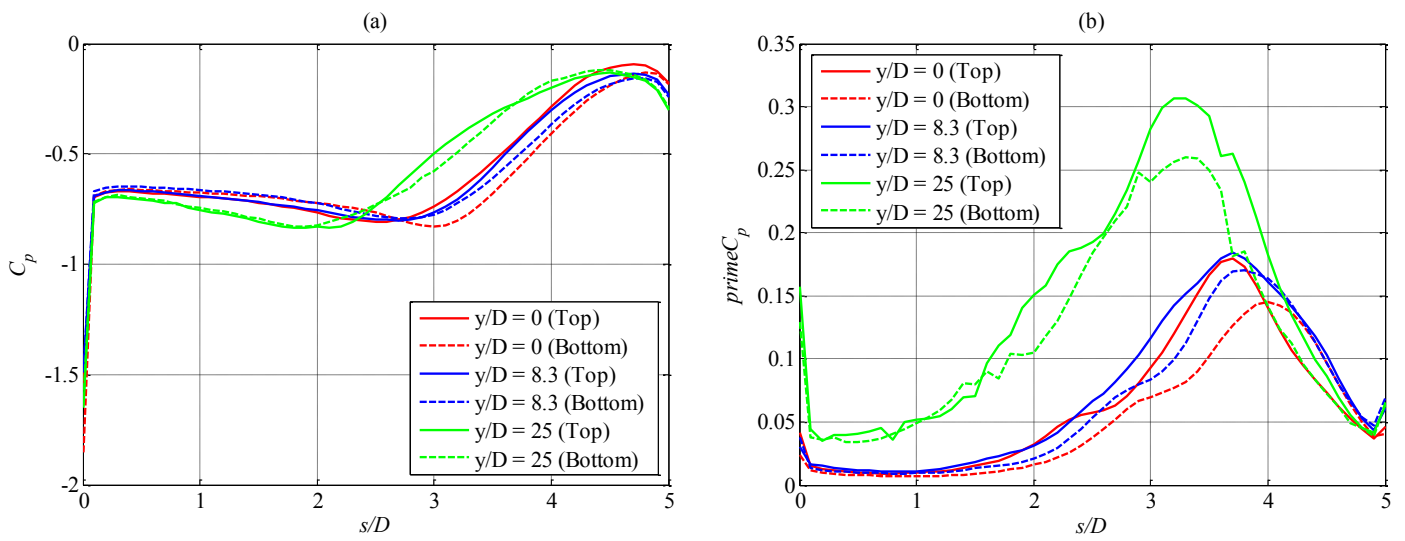 (a)
0
-0.5
-1
-1.5
-2
C_p
0 1 2 3 4 5
s/D
y/D = 0 (Top)
y/D = 0 (Bottom)
y/D = 8.3 (Top)
y/D = 8.3 (Bottom)
y/D = 25 (Top)
y/D = 25 (Bottom)
(b)
0.35
0.3
0.25
0.2
0.15
0.1
0.05
0
primeC_p
0 1 2 3 4 5
s/D
y/D = 0 (Top)
y/D = 0 (Bottom)
y/D = 8.3 (Top)
y/D = 8.3 (Bottom)
y/D = 25 (Top)
y/D = 25 (Bottom)